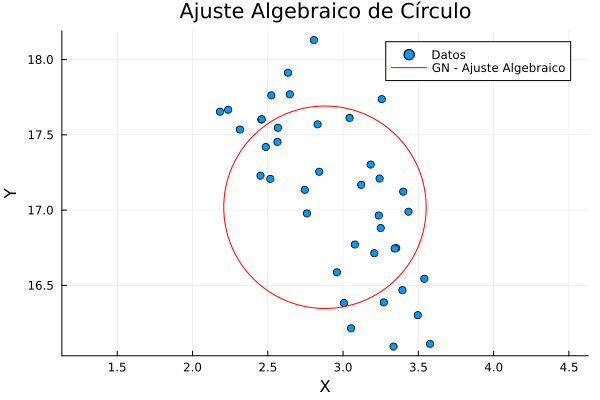 Ajuste Algebraico de Círculo
Datos
GN - Ajuste Algebraico
18.0
17.5
17.0
16.5
Y
1.5 2.0 2.5 3.0 3.5 4.0 4.5
X